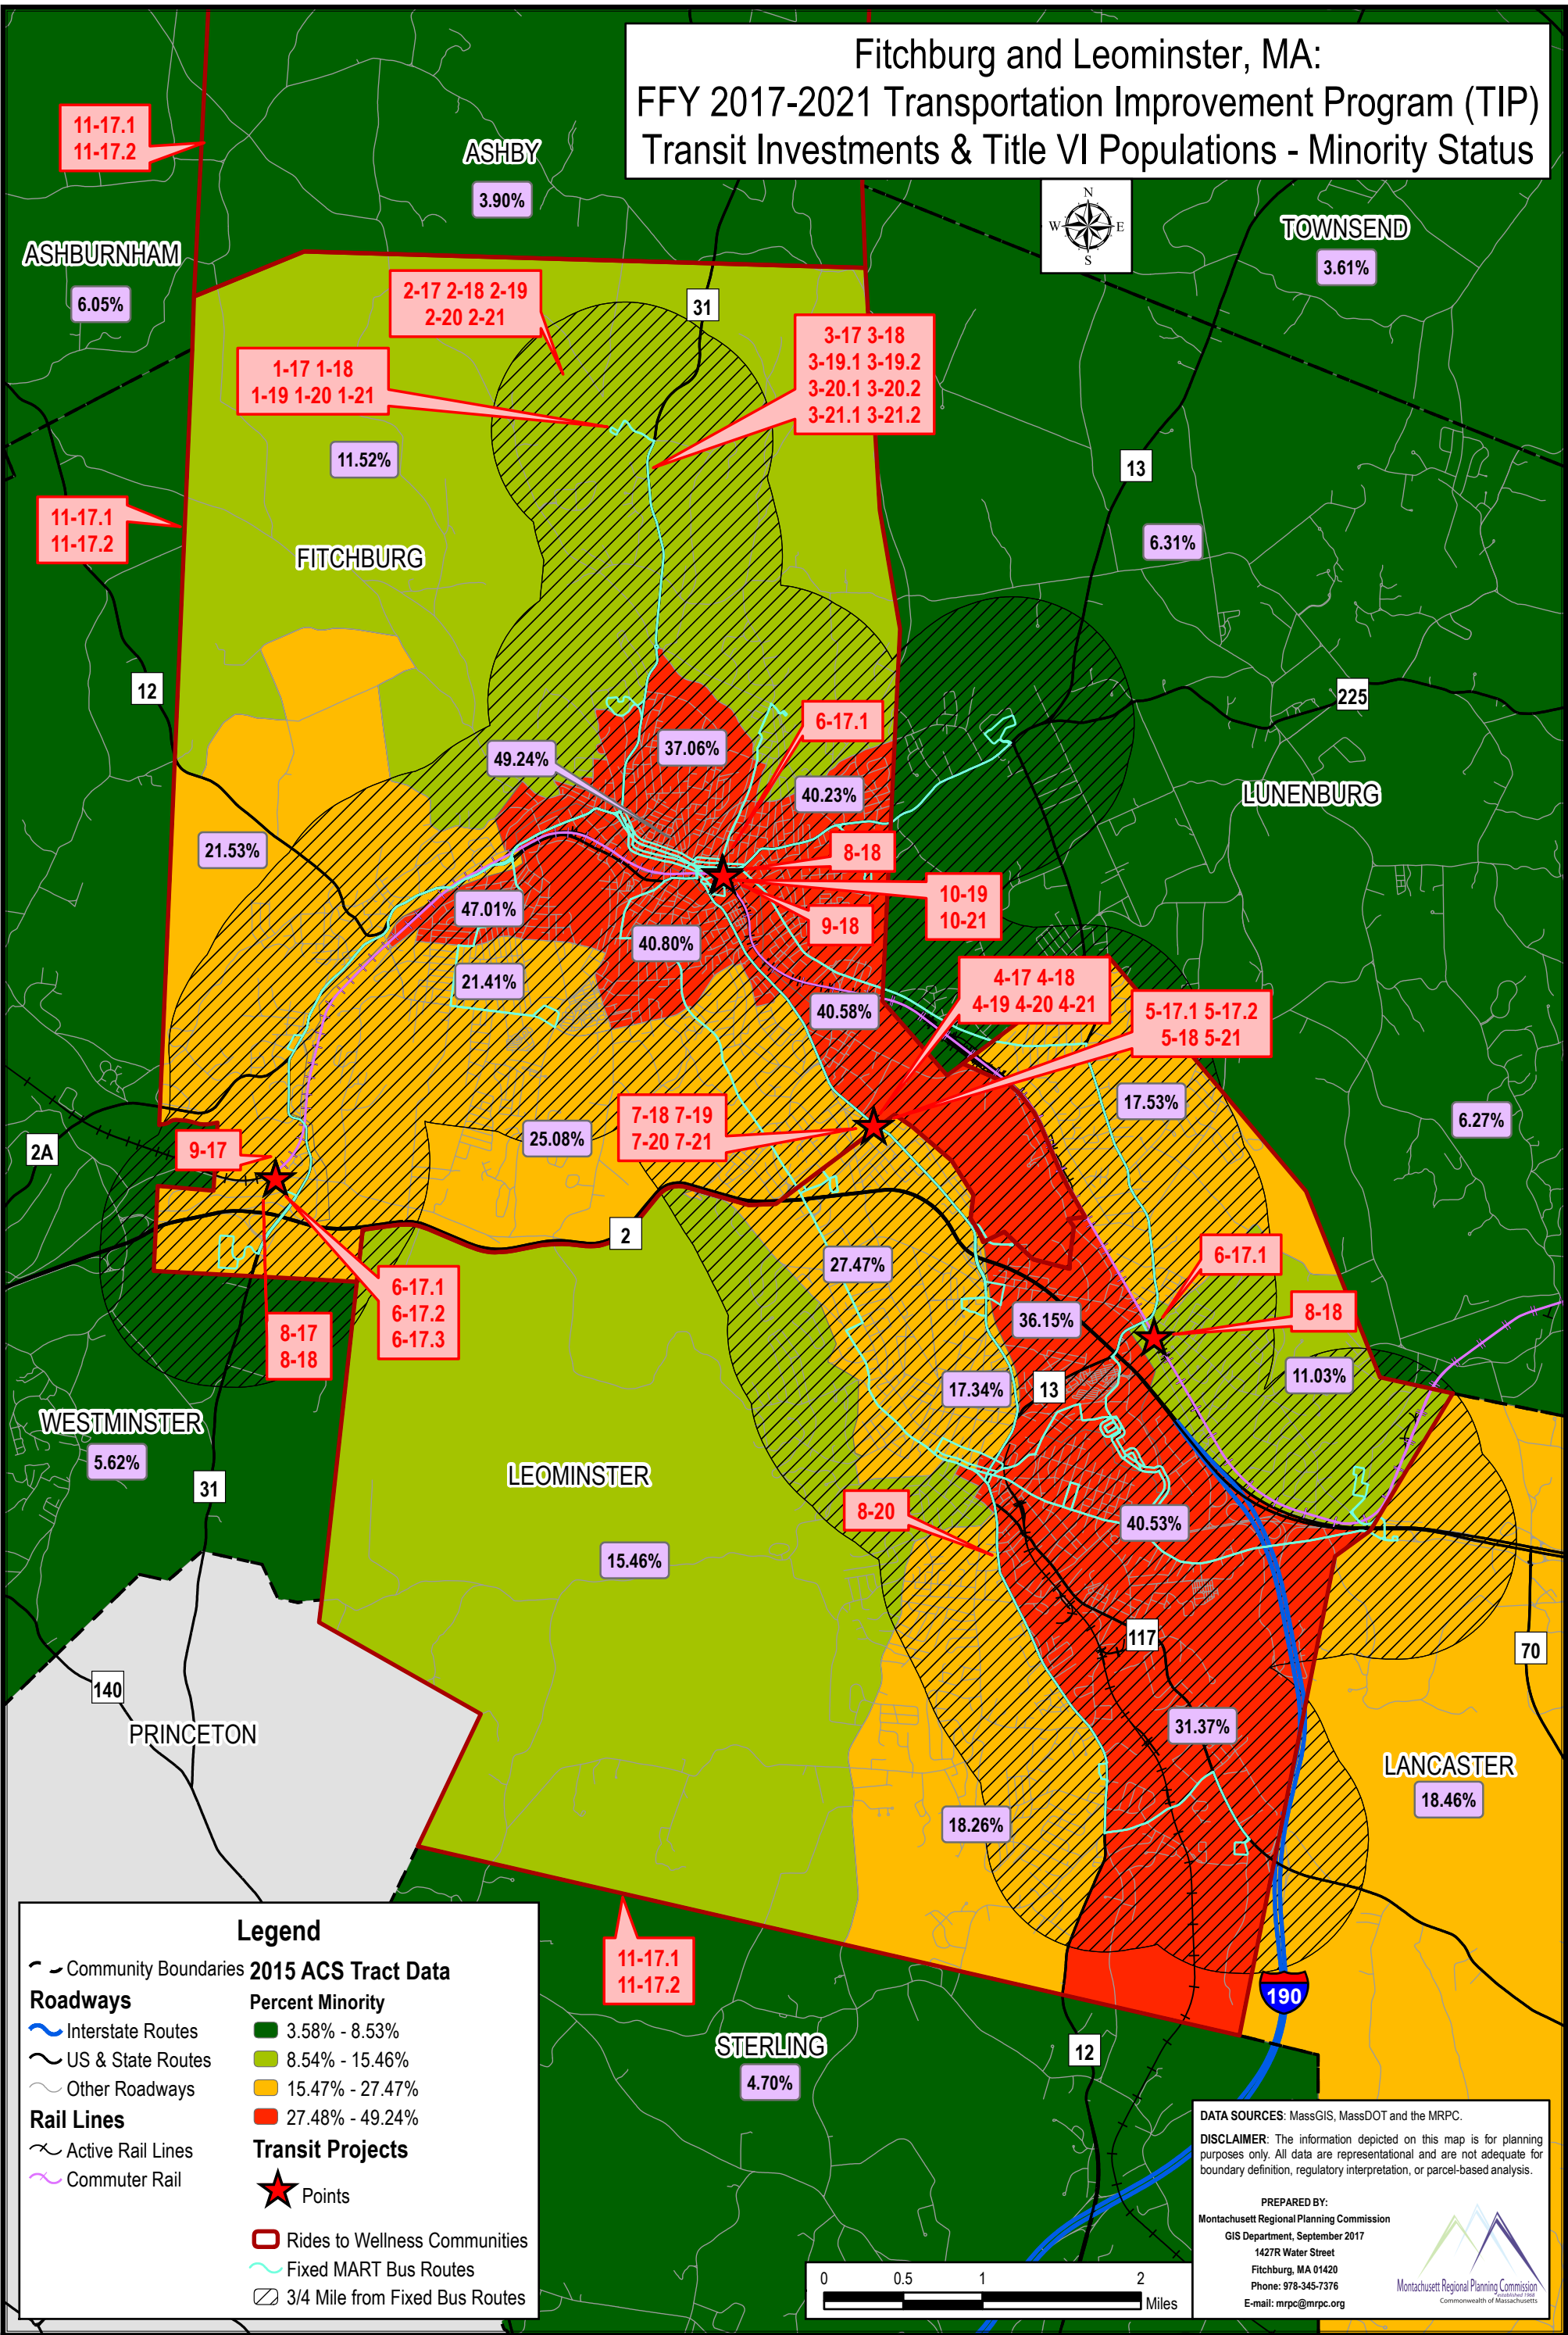 Fitchburg and Leominster, MA:
FFY 2017-2021 Transportation Improvement Program (TIP)
Transit Investments & Title VI Populations - Minority Status
11-17.1
11-17.2
ASHBY
3.90%
N
W E
S
TOWNSEND
3.61%
ASHBURNHAM
6.05%
2-17 2-18 2-19
2-20 2-21
31
3-17 3-18
3-19.1 3-19.2
3-20.1 3-20.2
3-21.1 3-21.2
1-17 1-18
1-19 1-20 1-21
11.52%
13
11-17.1
11-17.2
FITCHBURG
6.31%
12
225
6-17.1
37.06%
49.24%
40.23%
LUNENBURG
21.53%
8-18
10-19
10-21
47.01%
9-18
40.80%
21.41%
4-17 4-18
4-19 4-20 4-21
40.58%
5-17.1 5-17.2
5-18 5-21
17.53%
7-18 7-19
7-20 7-21
6.27%
25.08%
2A
9-17
2
27.47%
6-17.1
6-17.1
6-17.2
6-17.3
8-18
36.15%
8-17
8-18
11.03%
17.34%
13
WESTMINSTER
5.62%
LEOMINSTER
31
8-20
40.53%
15.46%
117
70
140
PRINCETON
31.37%
LANCASTER
18.46%
18.26%
11-17.1
11-17.2
190
STERLING
4.70%
12
Legend
Community Boundaries
Roadways
Interstate Routes
US & State Routes
Other Roadways
Rail Lines
Active Rail Lines
Commuter Rail
2015 ACS Tract Data
Percent Minority
3.58% - 8.53%
8.54% - 15.46%
15.47% - 27.47%
27.48% - 49.24%
Transit Projects
Points
Rides to Wellness Communities
Fixed MART Bus Routes
3/4 Mile from Fixed Bus Routes
0 0.5 1 2
Miles
DATA SOURCES: MassGIS, MassDOT and the MRPC.
DISCLAIMER: The information depicted on this map is for planning
purposes only. All data are representational and are not adequate for
boundary definition, regulatory interpretation, or parcel-based analysis.
PREPARED BY:
Montachusett Regional Planning Commission
GIS Department, September 2017
1427R Water Street
Fitchburg, MA 01420
Phone: 978-345-7376
E-mail: mrpc@mrpc.org
Montachusett Regional Planning Commission
established 1968
Commonwealth of Massachusetts